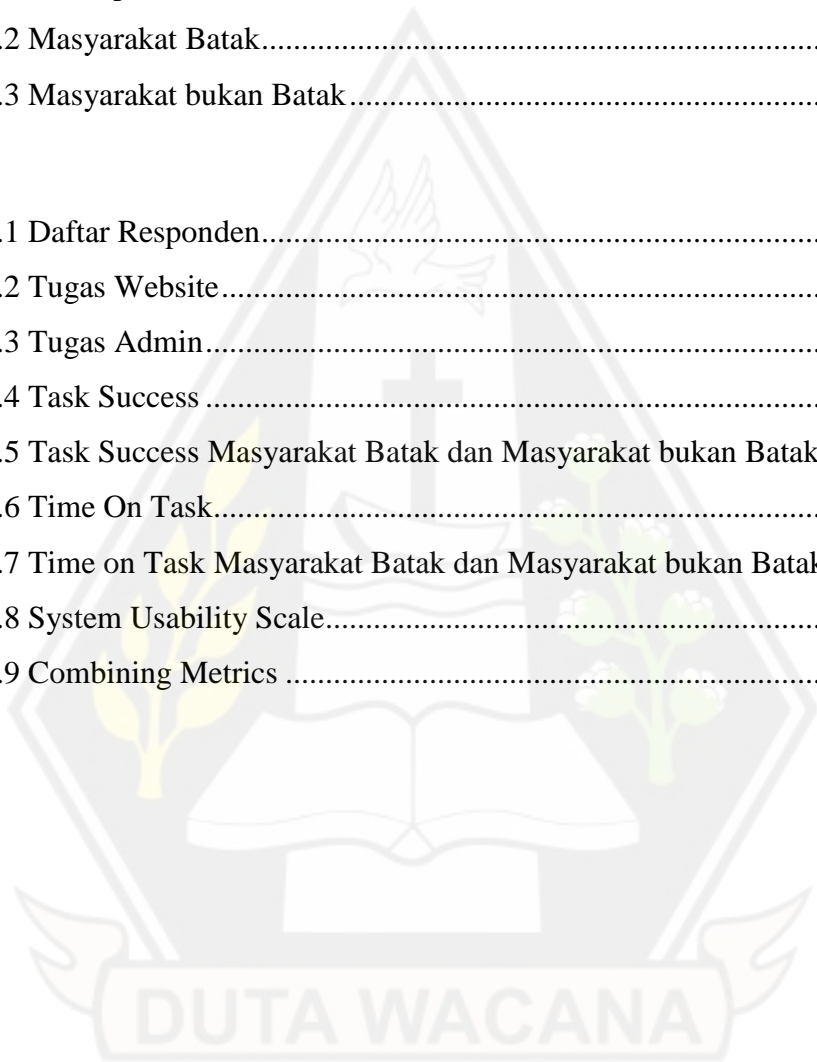 .2 Masyarakat Batak..........................................................................
.3 Masyarakat bukan Batak................................................................
.1 Daftar Responden..........................................................................
.2 Tugas Website...............................................................................
.3 Tugas Admin.................................................................................
.4 Task Success .................................................................................
.5 Task Success Masyarakat Batak dan Masyarakat bukan Batak
.6 Time On Task................................................................................
.7 Time on Task Masyarakat Batak dan Masyarakat bukan Batak
.8 System Usability Scale..................................................................
.9 Combining Metrics .......................................................................
DUTA WACANA